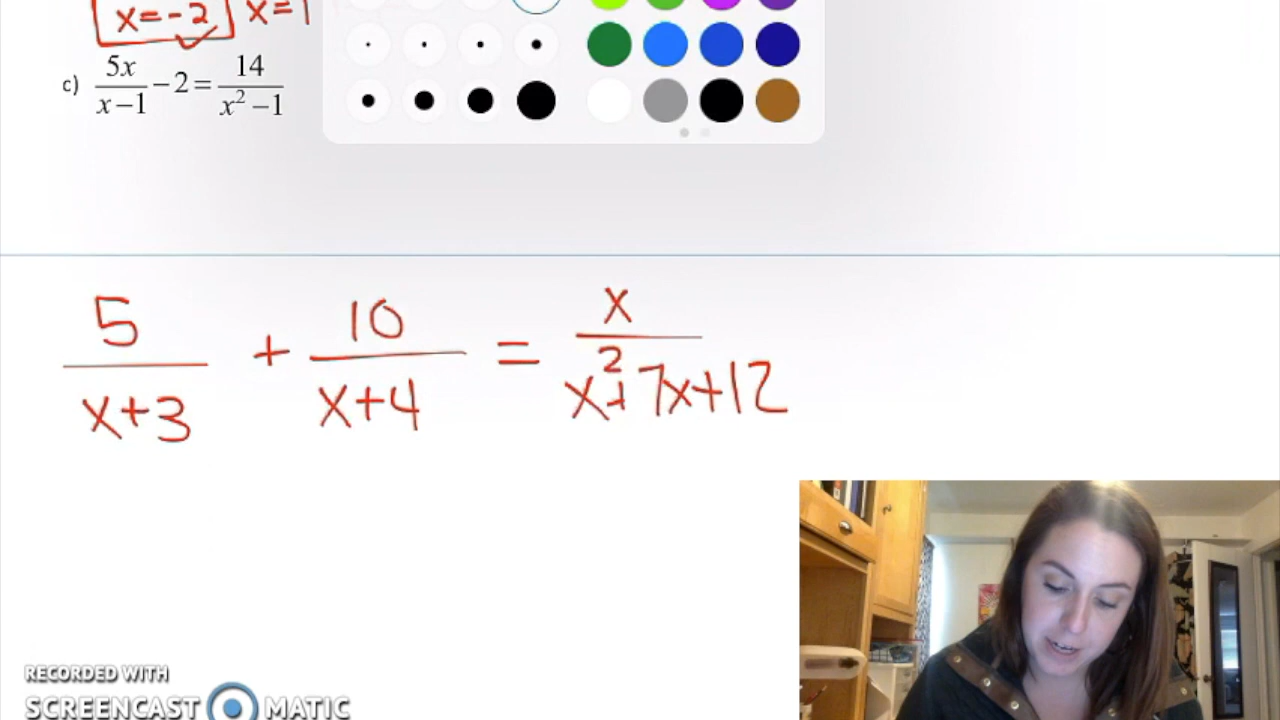 x=-2 x=1
c) 5x/(x-1) - 2 = 14/(x² - 1)
5/(x+3) + 10/(x+4) = x/(x²+7x+12)
RECORDED WITH
SCREENCAST MATIC